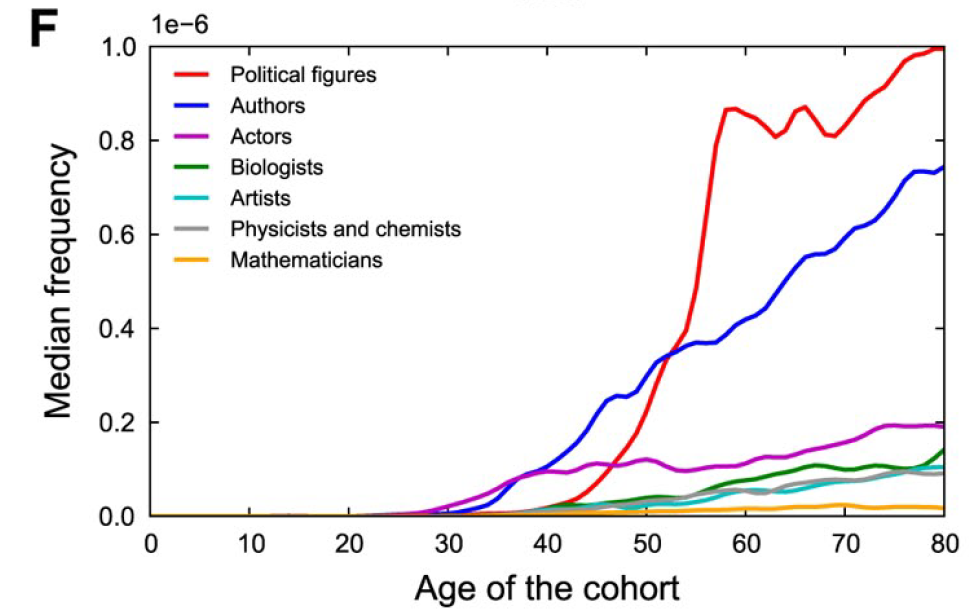 F
1e−6
1.0
0.8
0.6
0.4
0.2
0.0
Median frequency
Political figures
Authors
Actors
Biologists
Artists
Physicists and chemists
Mathematicians
0 10 20 30 40 50 60 70 80
Age of the cohort